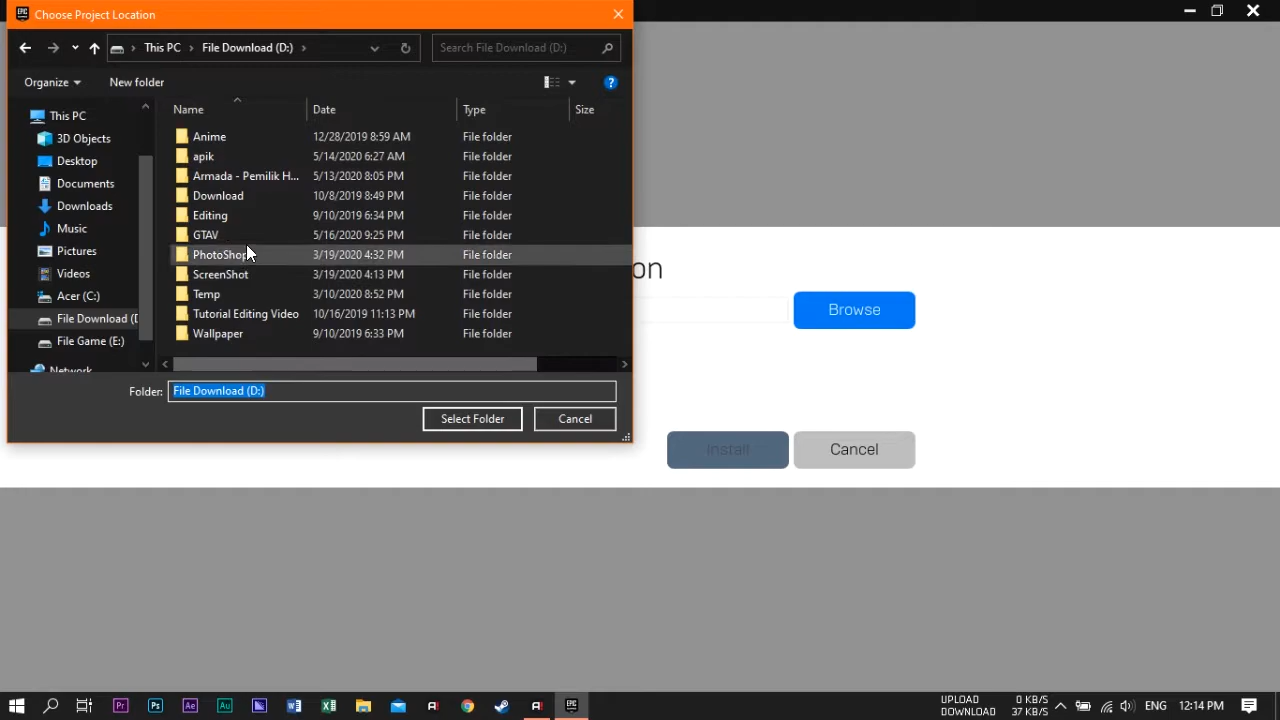 EPIC Choose Project Location
This PC File Download (D:)
Search File Download (D:)
Organize New folder ?
Name Date Type Size
This PC
3D Objects
Desktop
Documents
Downloads
Music
Pictures
Videos
Acer (C:)
File Download (D
File Game (E:)
Network
Anime 12/28/2019 8:59 AM File folder
apik 5/14/2020 6:27 AM File folder
Armada - Pemilik H... 5/13/2020 8:05 PM File folder
Download 10/8/2019 8:49 PM File folder
Editing 9/10/2019 6:34 PM File folder
GTAV 5/16/2020 9:25 PM File folder
PhotoShop 3/19/2020 4:32 PM File folder
ScreenShot 3/19/2020 4:13 PM File folder
Temp 3/10/2020 8:52 PM File folder
Tutorial Editing Video 10/16/2019 11:13 PM File folder
Wallpaper 9/10/2019 6:33 PM File folder
Folder: File Download (D:)
Select Folder Cancel
on
Browse
Install Cancel
Pr Ps Ae Au EPIC
UPLOAD 0 KB/S
DOWNLOAD 37 KB/S
ENG 12:14 PM